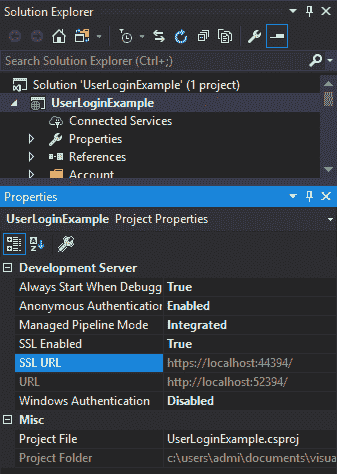 Solution Explorer
Search Solution Explorer (Ctrl+;)
Solution 'UserLoginExample' (1 project)
UserLoginExample
Connected Services
Properties
References
Account
Properties
UserLoginExample Project Properties
Development Server
Always Start When Debugg True
Anonymous Authentication Enabled
Managed Pipeline Mode Integrated
SSL Enabled True
SSL URL https://localhost:44394/
URL http://localhost:52394/
Windows Authentication Disabled
Misc
Project File UserLoginExample.csproj
Project Folder c:\users\admi\documents\visua